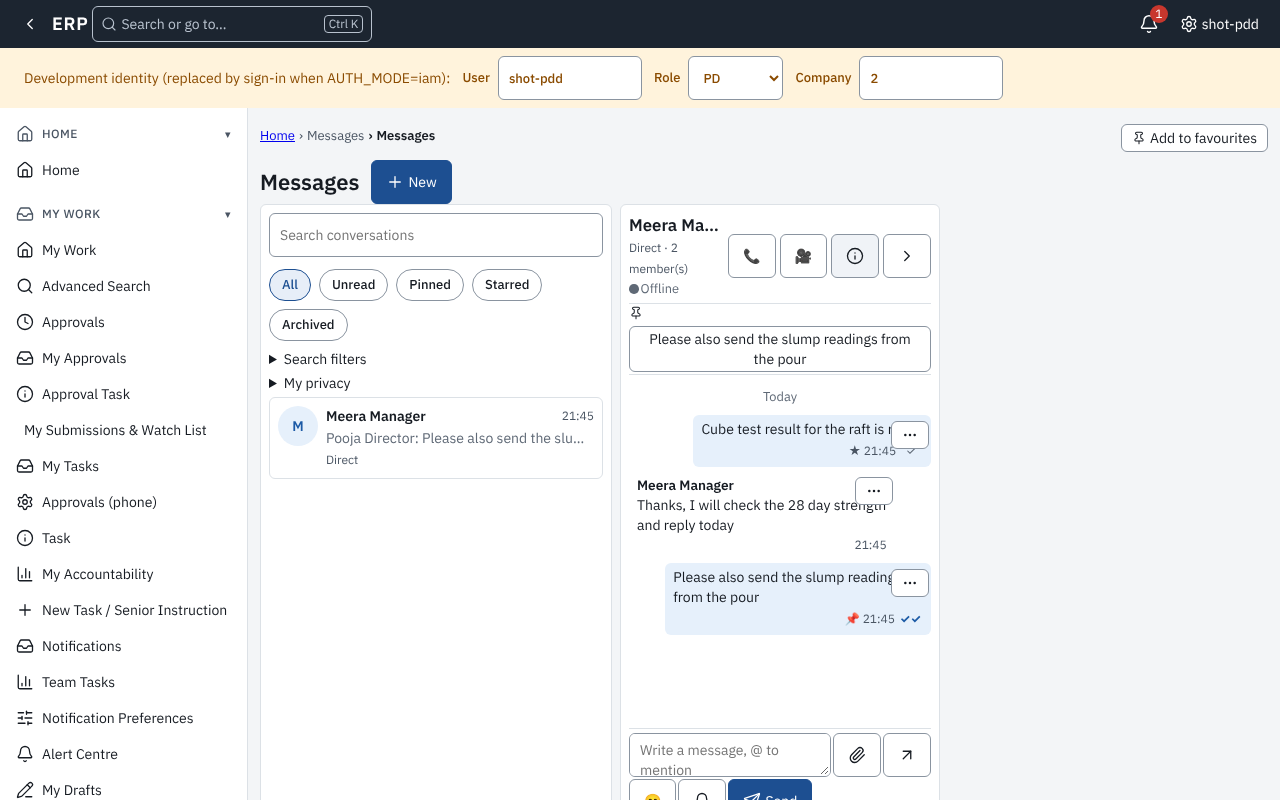 ERP
Search or go to...
Ctrl K
1
shot-pdd
Development identity (replaced by sign-in when AUTH_MODE=iam):
User
shot-pdd
Role
PD
Company
2
HOME
Home
MY WORK
My Work
Advanced Search
Approvals
My Approvals
Approval Task
My Submissions & Watch List
My Tasks
Approvals (phone)
Task
My Accountability
New Task / Senior Instruction
Notifications
Team Tasks
Notification Preferences
Alert Centre
My Drafts
Home › Messages › Messages
Add to favourites
Messages
New
Search conversations
All
Unread
Pinned
Starred
Archived
Search filters
My privacy
M
Meera Manager
21:45
Pooja Director: Please also send the slu...
Direct
Meera Ma...
Direct · 2
member(s)
Offline
Please also send the slump readings from
the pour
Today
Cube test result for the raft is
★ 21:45
Meera Manager
Thanks, I will check the 28 day strength
and reply today
21:45
Please also send the slump reading
from the pour
21:45
Write a message, @ to
mention
Send